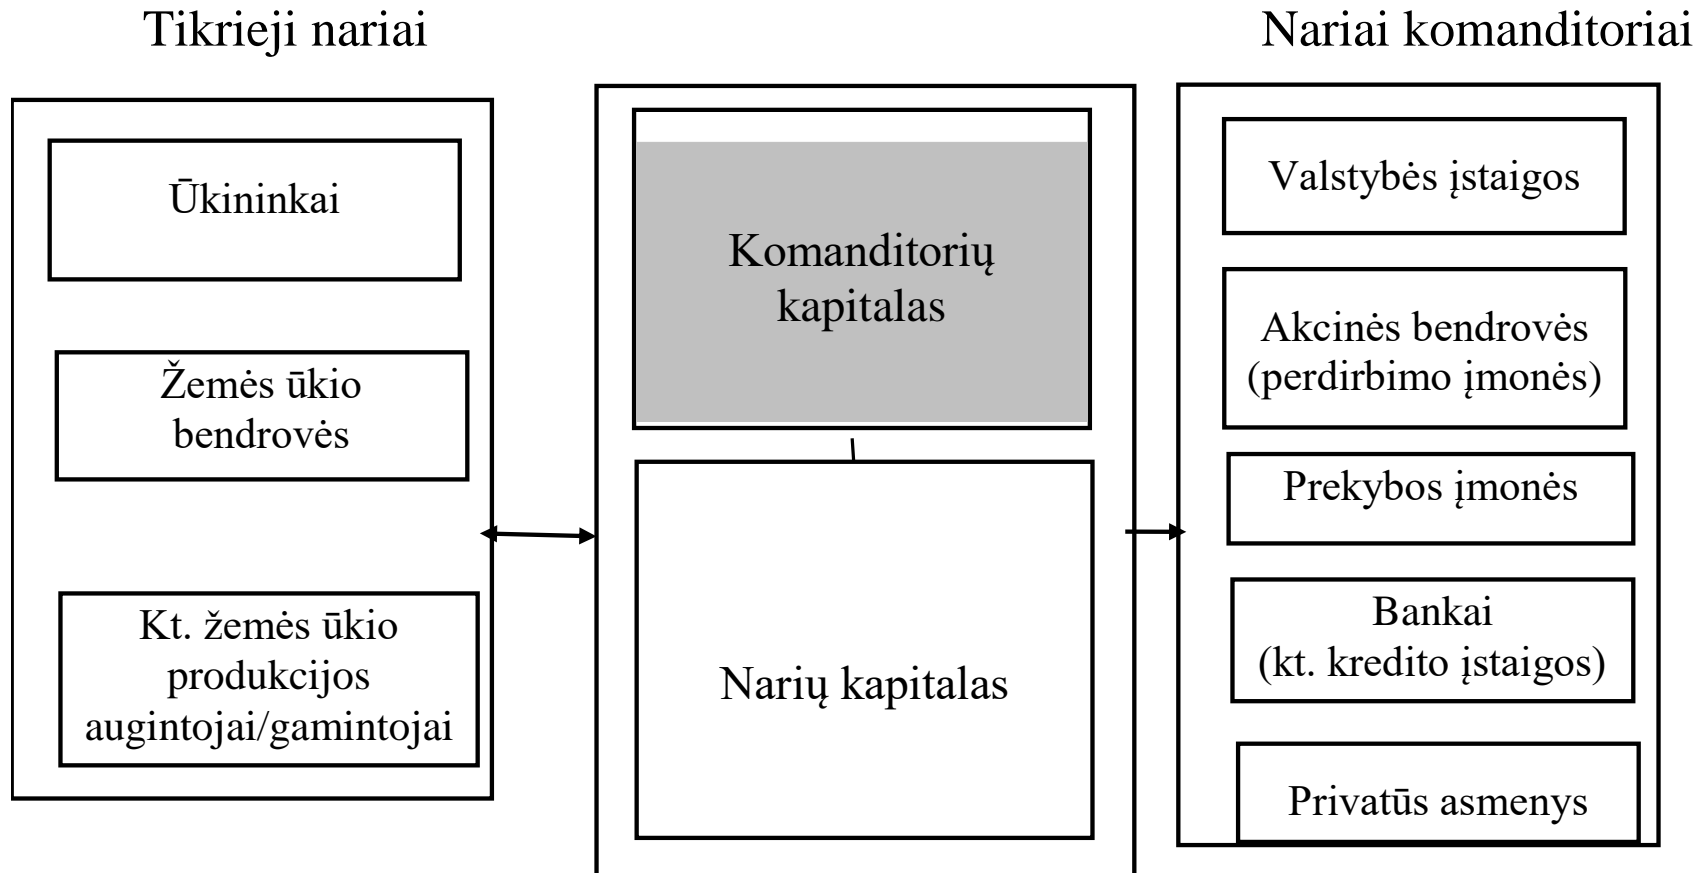 Tikrieji nariai
Nariai komanditoriai
Ūkininkai
Žemės ūkio
bendrovės
Kt. žemės ūkio
produkcijos
augintojai/gamintojai
Komanditorių
kapitalas
Narių kapitalas
Valstybės įstaigos
Akcinės bendrovės
(perdirbimo įmonės)
Prekybos įmonės
Bankai
(kt. kredito įstaigos)
Privatūs asmenys